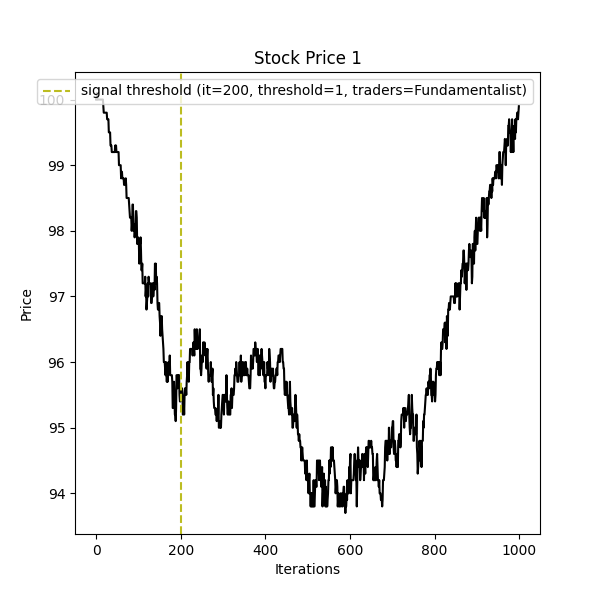 Stock Price 1
signal threshold (it=200, threshold=1, traders=Fundamentalist)
100
99
98
97
96
95
94
Price
0 200 400 600 800 1000
Iterations